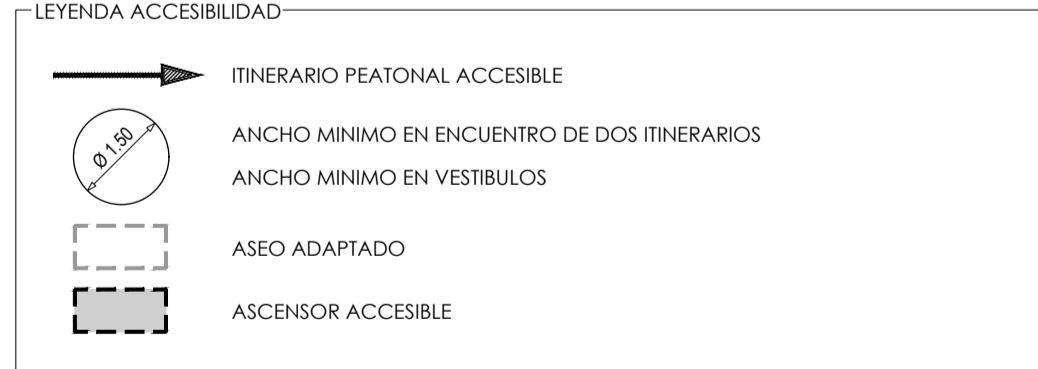 LEYENDA ACCESIBILIDAD
ITINERARIO PEATONAL ACCESIBLE
Ø 1.50
ANCHO MINIMO EN ENCUENTRO DE DOS ITINERARIOS
ANCHO MINIMO EN VESTIBULOS
ASEO ADAPTADO
ASCENSOR ACCESIBLE